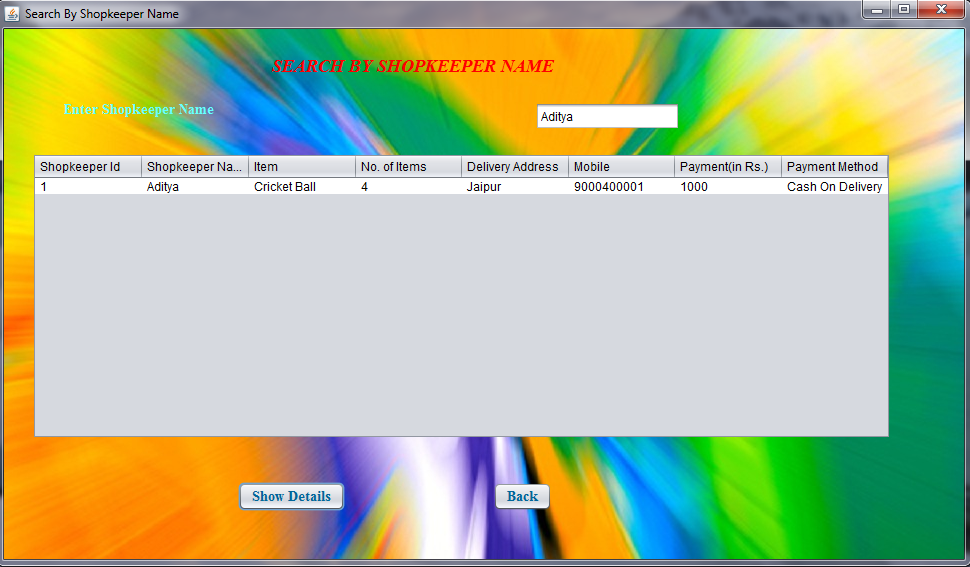 Search By Shopkeeper Name
SEARCH BY SHOPKEEPER NAME
Enter Shopkeeper Name Aditya
Shopkeeper Id Shopkeeper Na... Item No. of Items Delivery Address Mobile Payment(in Rs.) Payment Method
1 Aditya Cricket Ball 4 Jaipur 9000400001 1000 Cash On Delivery
Show Details Back